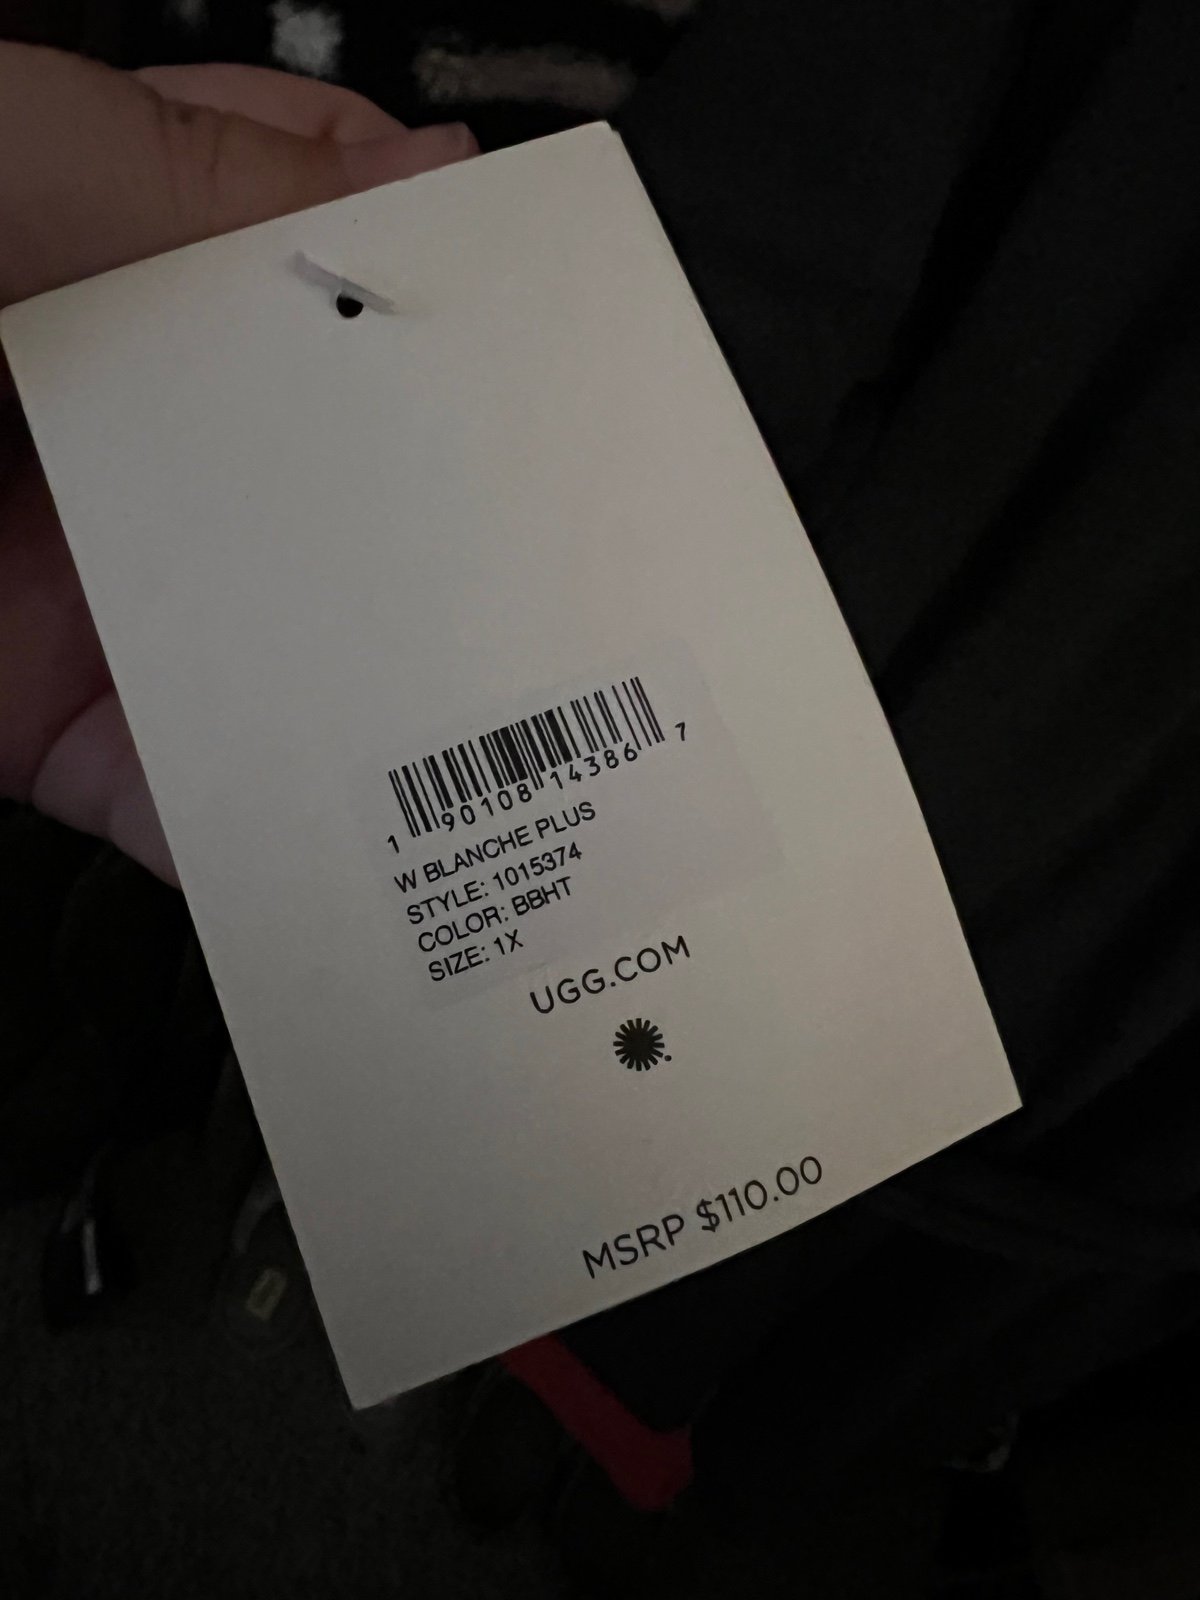 1 90108 14386 7
W BLANCHE PLUS
STYLE: 1015374
COLOR: BBHT
SIZE: 1X
UGG.COM
MSRP $110.00